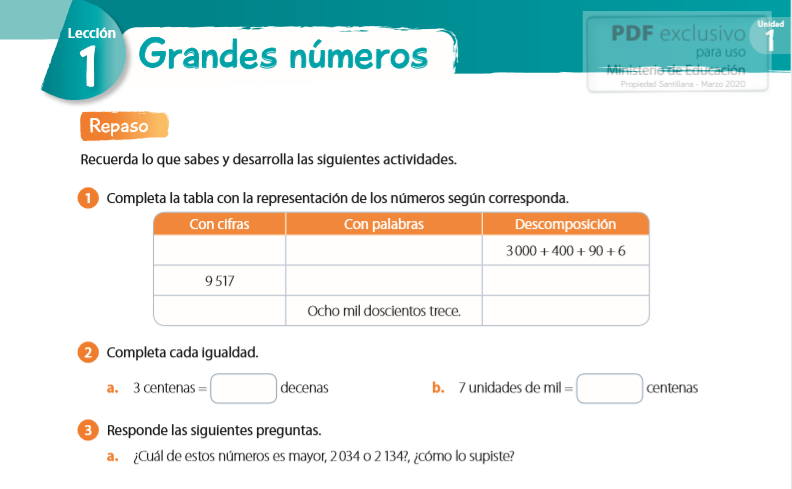 Lección
1
Grandes números
PDF exclusivo
para uso
Ministerio de Educación
Propiedad Santillana - Marzo 2020
Unidad
1
Repaso
Recuerda lo que sabes y desarrolla las siguientes actividades.
1 Completa la tabla con la representación de los números según corresponda.
Con cifras Con palabras Descomposición
3 000 + 400 + 90 + 6
9 517
Ocho mil doscientos trece.
2 Completa cada igualdad.
a. 3 centenas = decenas b. 7 unidades de mil = centenas
3 Responde las siguientes preguntas.
a. ¿Cuál de estos números es mayor, 2 034 o 2 134?, ¿cómo lo supiste?